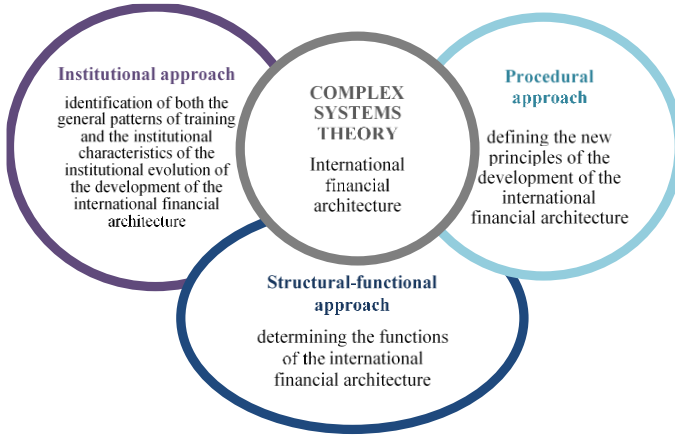 Institutional approach
identification of both the
general patterns of training
and the institutional
characteristics of the
institutional evolution of
the development of the
international financial
architecture
COMPLEX
SYSTEMS
THEORY
International
financial
architecture
Procedural
approach
defining the new
principles of the
development of the
international
financial architecture
Structural-functional
approach
determining the functions
of the international
financial architecture